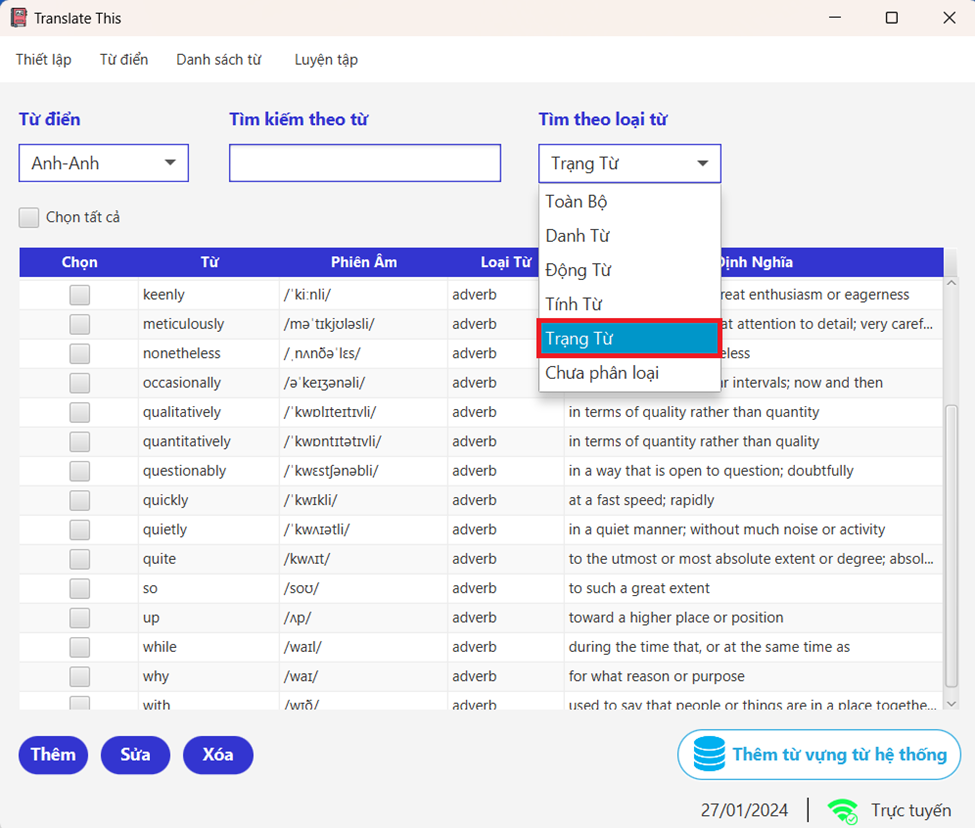 Translate This
Thiết lập Từ điển Danh sách từ Luyện tập
Từ điển Tìm kiếm theo từ Tìm theo loại từ
Anh-Anh Trạng Từ
Toàn Bộ
Danh Từ
Động Từ
Tính Từ
Trạng Từ
Chưa phân loại
Chọn tất cả
Chọn Từ Phiên Âm Loại Từ Định Nghĩa
keenly /ˈkiːnli/ adverb reat enthusiasm or eagerness
meticulously /məˈtɪkjʊləsli/ adverb at attention to detail; very caref...
nonetheless /ˌnʌnðəˈlɛs/ adverb eless
occasionally /əˈkeɪʒənəli/ adverb ar intervals; now and then
qualitatively /ˈkwɒlɪteɪtɪvli/ adverb in terms of quality rather than quantity
quantitatively /ˈkwɒntɪtətɪvli/ adverb in terms of quantity rather than quality
questionably /ˈkwɛstʃənəbli/ adverb in a way that is open to question; doubtfully
quickly /ˈkwɪkli/ adverb at a fast speed; rapidly
quietly /ˈkwʌɪətli/ adverb in a quiet manner; without much noise or activity
quite /kwʌɪt/ adverb to the utmost or most absolute extent or degree; absol...
so /soʊ/ adverb to such a great extent
up /ʌp/ adverb toward a higher place or position
while /waɪl/ adverb during the time that, or at the same time as
why /waɪ/ adverb for what reason or purpose
with /wɪð/ adverb used to say that people or things are in a place togethe...
Thêm Sửa Xóa Thêm từ vựng từ hệ thống
27/01/2024 Trực tuyến